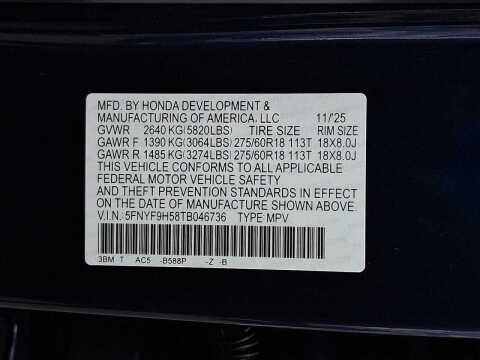 MFD. BY HONDA DEVELOPMENT &
MANUFACTURING OF AMERICA, LLC 11/'25
GVWR 2640 KG(5820LBS) TIRE SIZE RIM SIZE
GAWR F 1390 KG(3064LBS) 275/60R18 113T 18X8.0J
GAWR R 1485 KG(3274LBS) 275/60R18 113T 18X8.0J
THIS VEHICLE CONFORMS TO ALL APPLICABLE
FEDERAL MOTOR VEHICLE SAFETY
AND THEFT PREVENTION STANDARDS IN EFFECT
ON THE DATE OF MANUFACTURE SHOWN ABOVE.
V.I.N.: 5FNYF9H58TB046736 TYPE: MPV
3BM T AC5 -B588P -Z -B